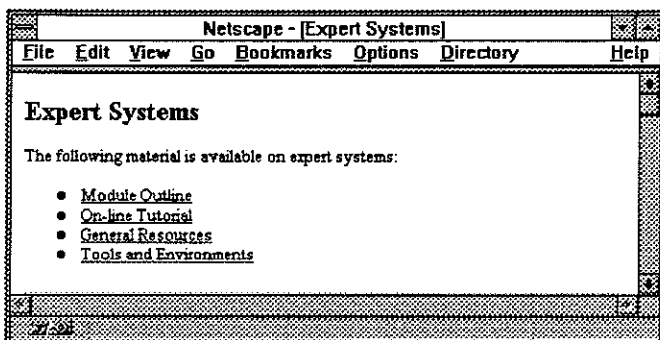 Netscape - [Expert Systems]
File Edit View Go Bookmarks Options Directory Help
Expert Systems
The following material is available on expert systems:
Module Outline
On-line Tutorial
General Resources
Tools and Environments